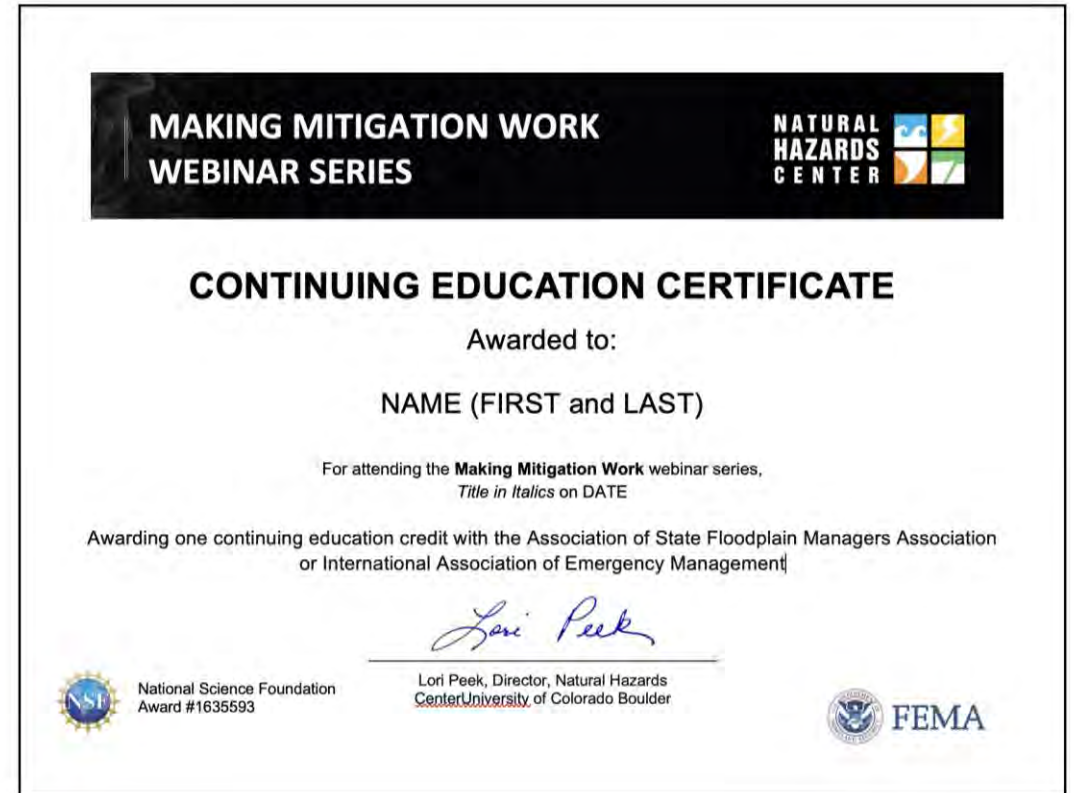 MAKING MITIGATION WORK
WEBINAR SERIES
NATURAL
HAZARDS
CENTER
CONTINUING EDUCATION CERTIFICATE
Awarded to:
NAME (FIRST and LAST)
For attending the Making Mitigation Work webinar series,
Title in Italics on DATE
Awarding one continuing education credit with the Association of State Floodplain Managers Association
or International Association of Emergency Management
Lori Peek
Lori Peek, Director, Natural Hazards
CenterUniversity of Colorado Boulder
NSF
National Science Foundation
Award #1635593
FEMA